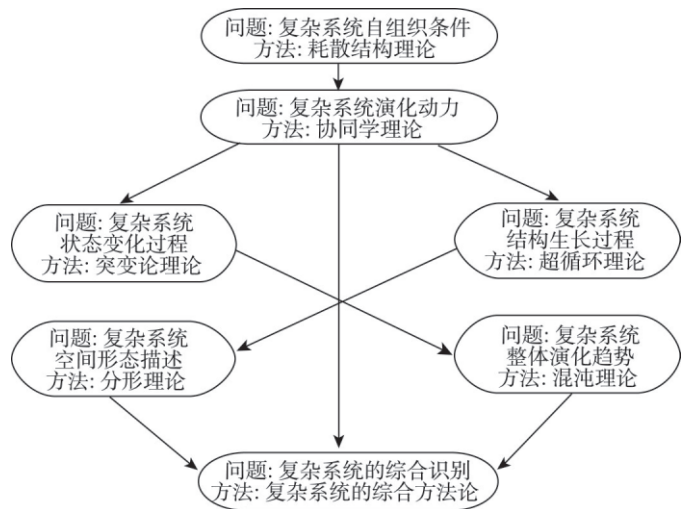 问题: 复杂系统自组织条件
方法: 耗散结构理论
问题: 复杂系统演化动力
方法: 协同学理论
问题: 复杂系统
状态变化过程
方法: 突变论理论
问题: 复杂系统
结构生长过程
方法: 超循环理论
问题: 复杂系统
空间形态描述
方法: 分形理论
问题: 复杂系统
整体演化趋势
方法: 混沌理论
问题: 复杂系统的综合识别
方法: 复杂系统的综合方法论